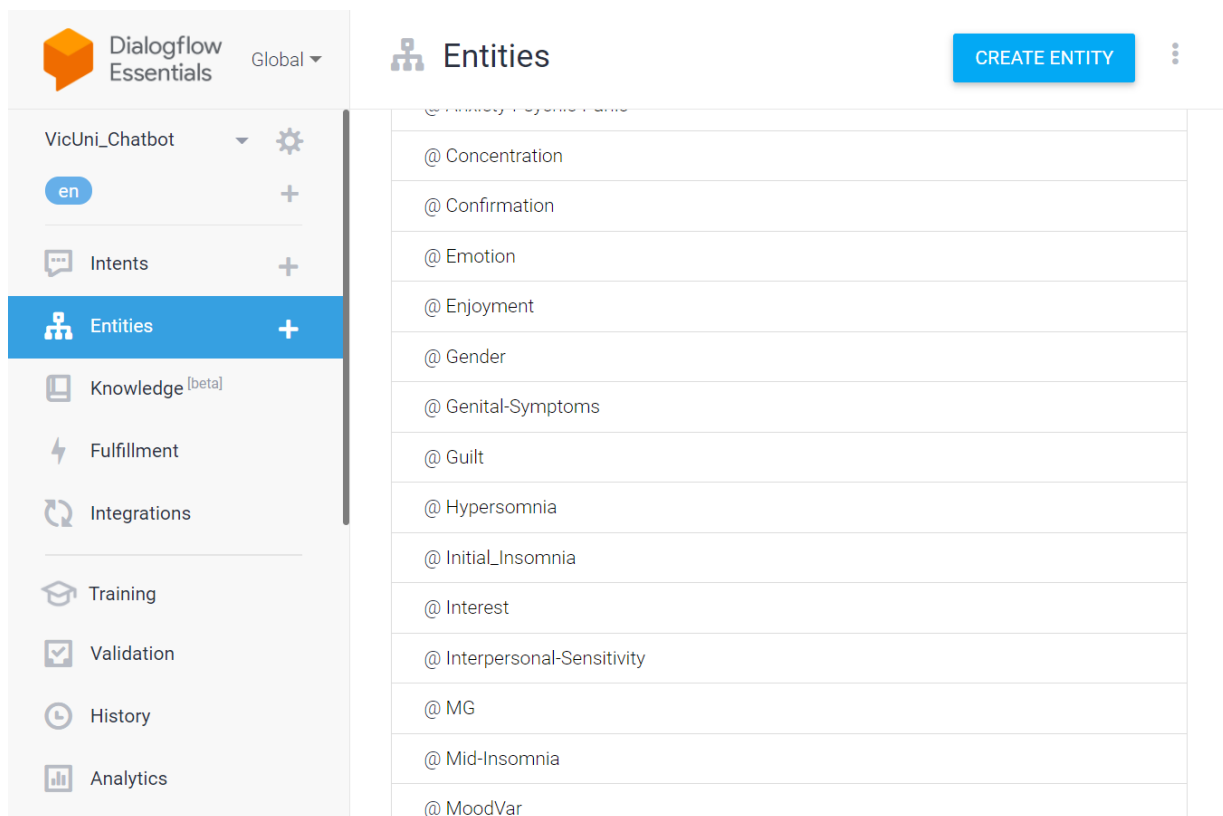 Dialogflow
Essentials
Global
Entities
CREATE ENTITY
VicUni_Chatbot
en
Intents
Entities
Knowledge [beta]
Fulfillment
Integrations
Training
Validation
History
Analytics
@ Concentration
@ Confirmation
@ Emotion
@ Enjoyment
@ Gender
@ Genital-Symptoms
@ Guilt
@ Hypersomnia
@ Initial_Insomnia
@ Interest
@ Interpersonal-Sensitivity
@ MG
@ Mid-Insomnia
@ MoodVar